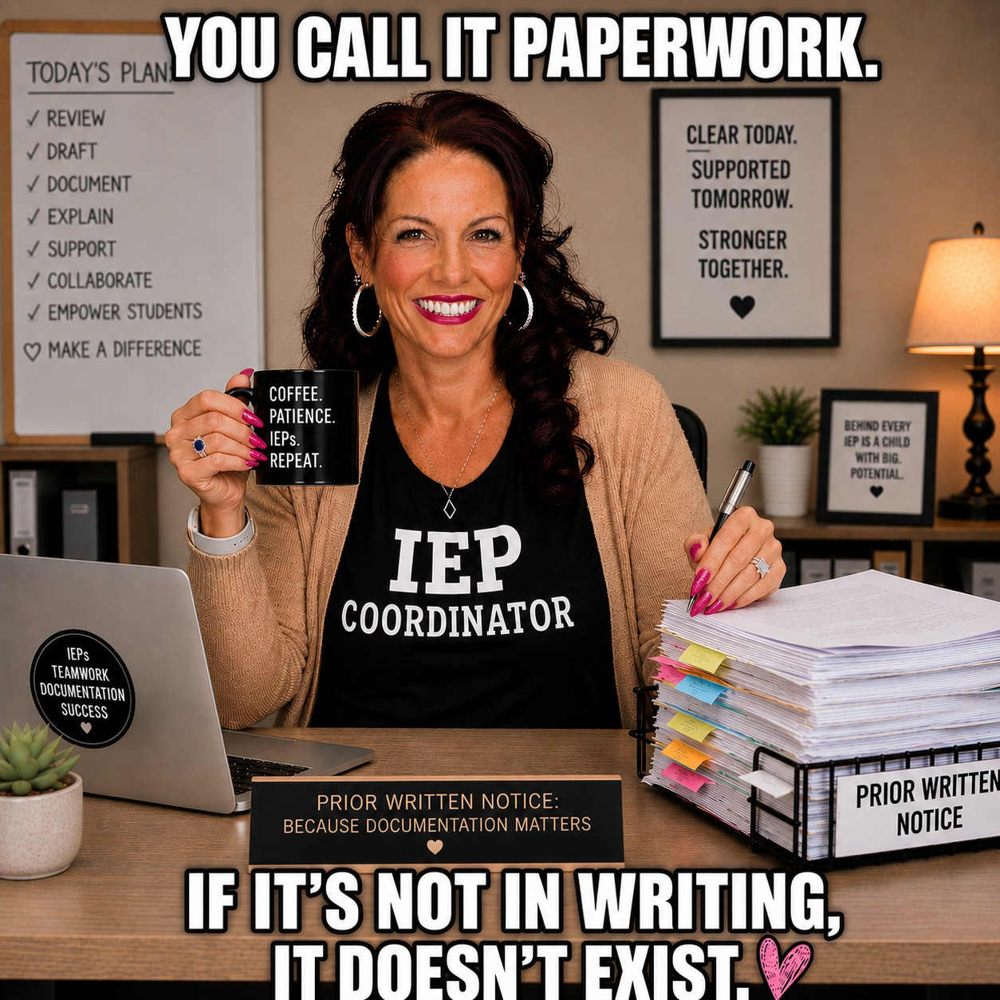 YOU CALL IT PAPERWORK.
TODAY'S PLAN:
✓ REVIEW
✓ DRAFT
✓ DOCUMENT
✓ EXPLAIN
✓ SUPPORT
✓ COLLABORATE
✓ EMPOWER STUDENTS
♡ MAKE A DIFFERENCE
CLEAR TODAY.
SUPPORTED
TOMORROW.
STRONGER
TOGETHER.
COFFEE.
PATIENCE.
IEPs.
REPEAT.
BEHIND EVERY
IEP IS A CHILD
WITH BIG.
POTENTIAL.
IEP
COORDINATOR
IEPs
TEAMWORK
DOCUMENTATION
SUCCESS
PRIOR WRITTEN NOTICE:
BECAUSE DOCUMENTATION MATTERS
PRIOR WRITTEN
NOTICE
IF IT'S NOT IN WRITING,
IT DOESN'T EXIST.